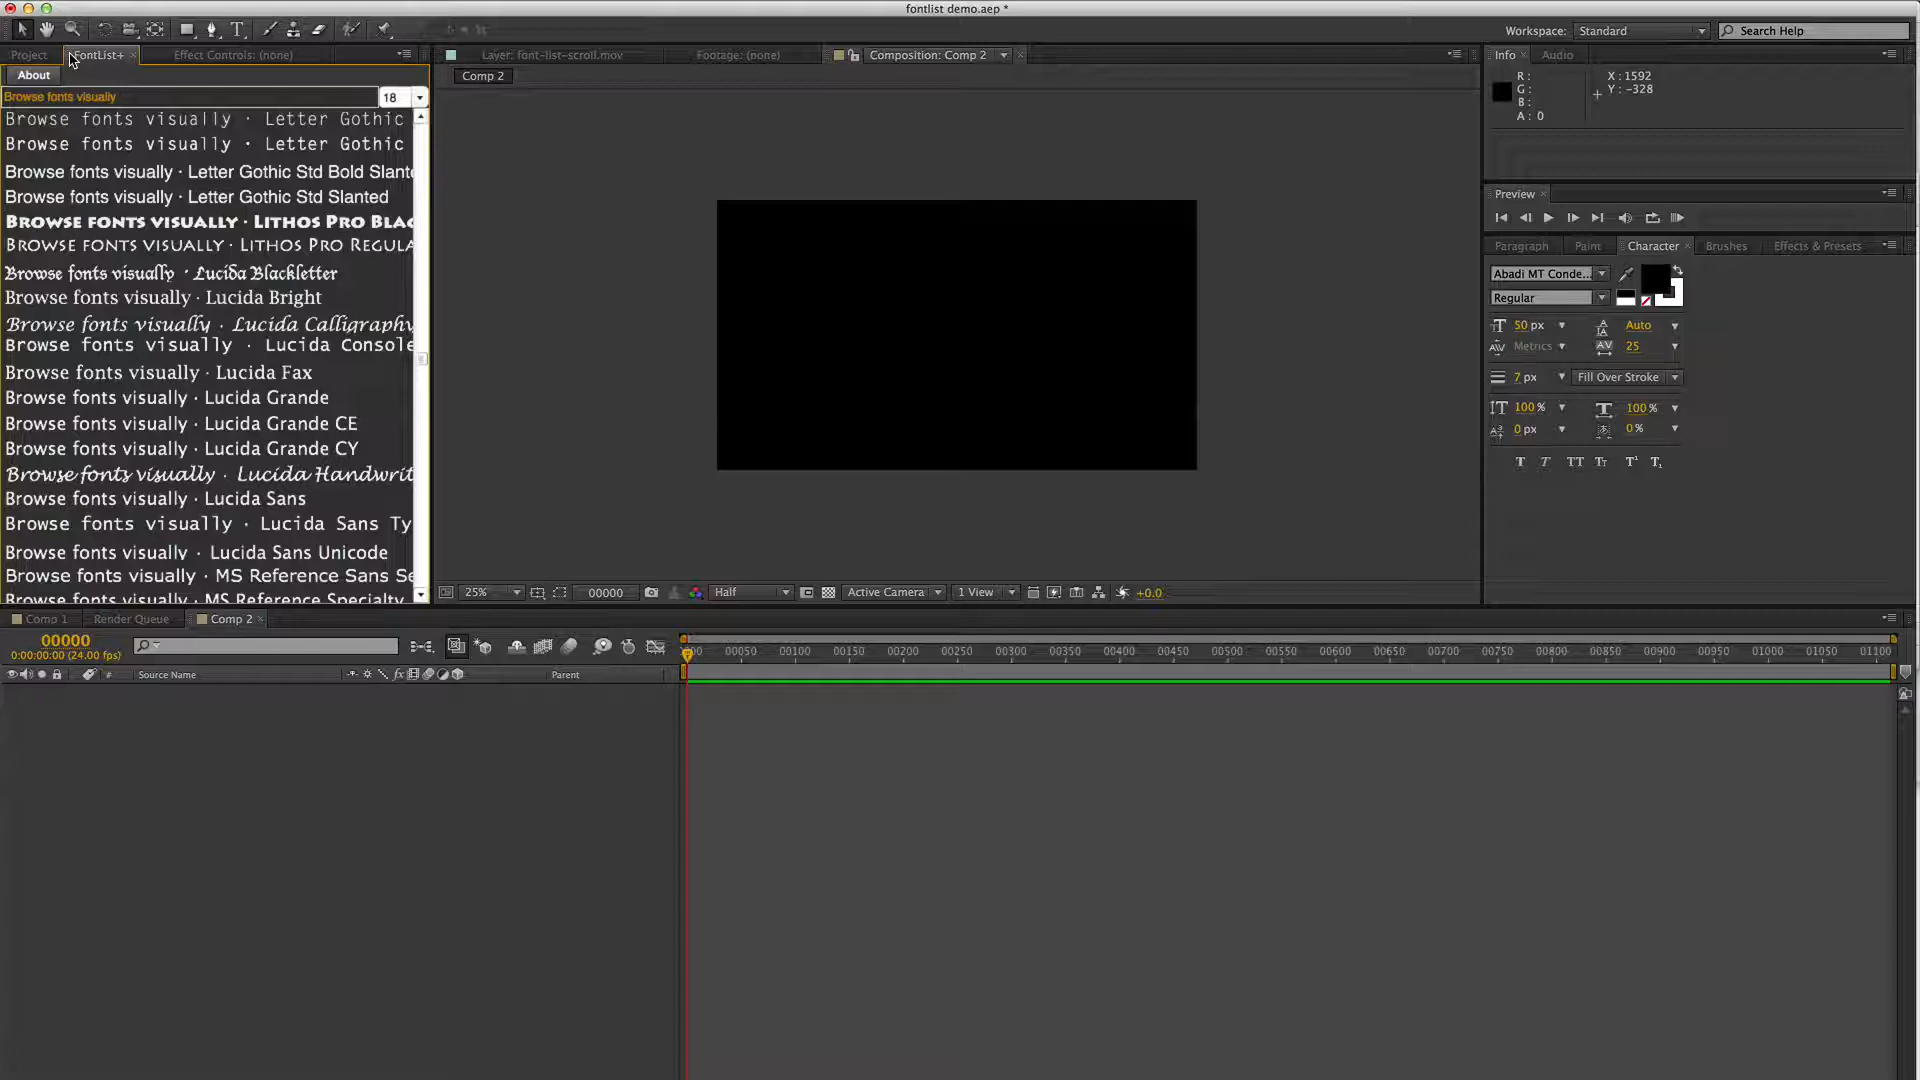 fontlist demo.aep *
Workspace: Standard Search Help
Project FontList+ Effect Controls: (none) Layer: font-list-scroll.mov Footage: (none) Composition: Comp 2 Info Audio
About
Comp 2
R :
G :
B :
A : 0
X : 1592
Y : -328
Browse fonts visually 18
Browse fonts visually · Letter Gothic
Browse fonts visually · Letter Gothic
Browse fonts visually · Letter Gothic Std Bold Slante
Browse fonts visually · Letter Gothic Std Slanted
Browse fonts visually · Lithos Pro Blac
Browse fonts visually · Lithos Pro Regula
Browse fonts visually · Lucida Blackletter
Browse fonts visually · Lucida Bright
Browse fonts visually · Lucida Calligraphy
Browse fonts visually · Lucida Console
Browse fonts visually · Lucida Fax
Browse fonts visually · Lucida Grande
Browse fonts visually · Lucida Grande CE
Browse fonts visually · Lucida Grande CY
Browse fonts visually · Lucida Handwrit
Browse fonts visually · Lucida Sans
Browse fonts visually · Lucida Sans Ty
Browse fonts visually · Lucida Sans Unicode
Browse fonts visually · MS Reference Sans Se
Browse fonts visually · MS Reference Specialty
Preview
Paragraph Paint Character Brushes Effects & Presets
Abadi MT Conde...
Regular
50 px Auto
Metrics 25
7 px Fill Over Stroke
100 % 100 %
0 px 0 %
T T TT Tт T¹ T₁
25% 00000 Half Active Camera 1 View +0.0
Comp 1 Render Queue Comp 2
00000
0:00:00:00 (24.00 fps)
00 00050 00100 00150 00200 00250 00300 00350 00400 00450 00500 00550 00600 00650 00700 00750 00800 00850 00900 00950 01000 01050 01100
# Source Name fx Parent